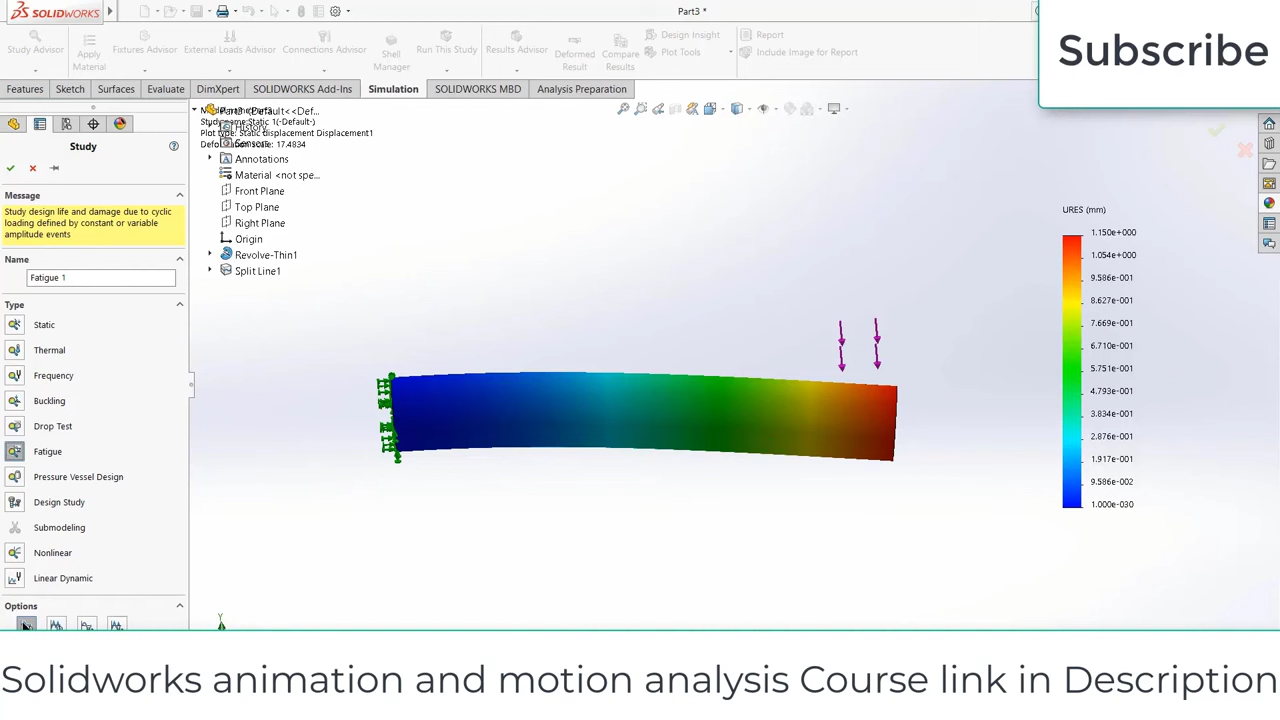 SOLIDWORKS
Part3 *
Subscribe
Study Advisor
Apply Material
Fixtures Advisor
External Loads Advisor
Connections Advisor
Shell Manager
Run This Study
Results Advisor
Deformed Result
Compare Results
Design Insight
Plot Tools
Report
Include Image for Report
Features
Sketch
Surfaces
Evaluate
DimXpert
SOLIDWORKS Add-Ins
Simulation
SOLIDWORKS MBD
Analysis Preparation
Study
Message
Study design life and damage due to cyclic
loading defined by constant or variable
amplitude events
Name
Fatigue 1
Type
Static
Thermal
Frequency
Buckling
Drop Test
Fatigue
Pressure Vessel Design
Design Study
Submodeling
Nonlinear
Linear Dynamic
Options
(Default<<Def...
Plot type: Static displacement Displacement1
17.4834
Annotations
Material <not spe...
Front Plane
Top Plane
Right Plane
Origin
Revolve-Thin1
Split Line1
Y
URES (mm)
1.150e+000
1.054e+000
9.586e-001
8.627e-001
7.669e-001
6.710e-001
5.751e-001
4.793e-001
3.834e-001
2.876e-001
1.917e-001
9.586e-002
1.000e-030
Solidworks animation and motion analysis Course link in Description